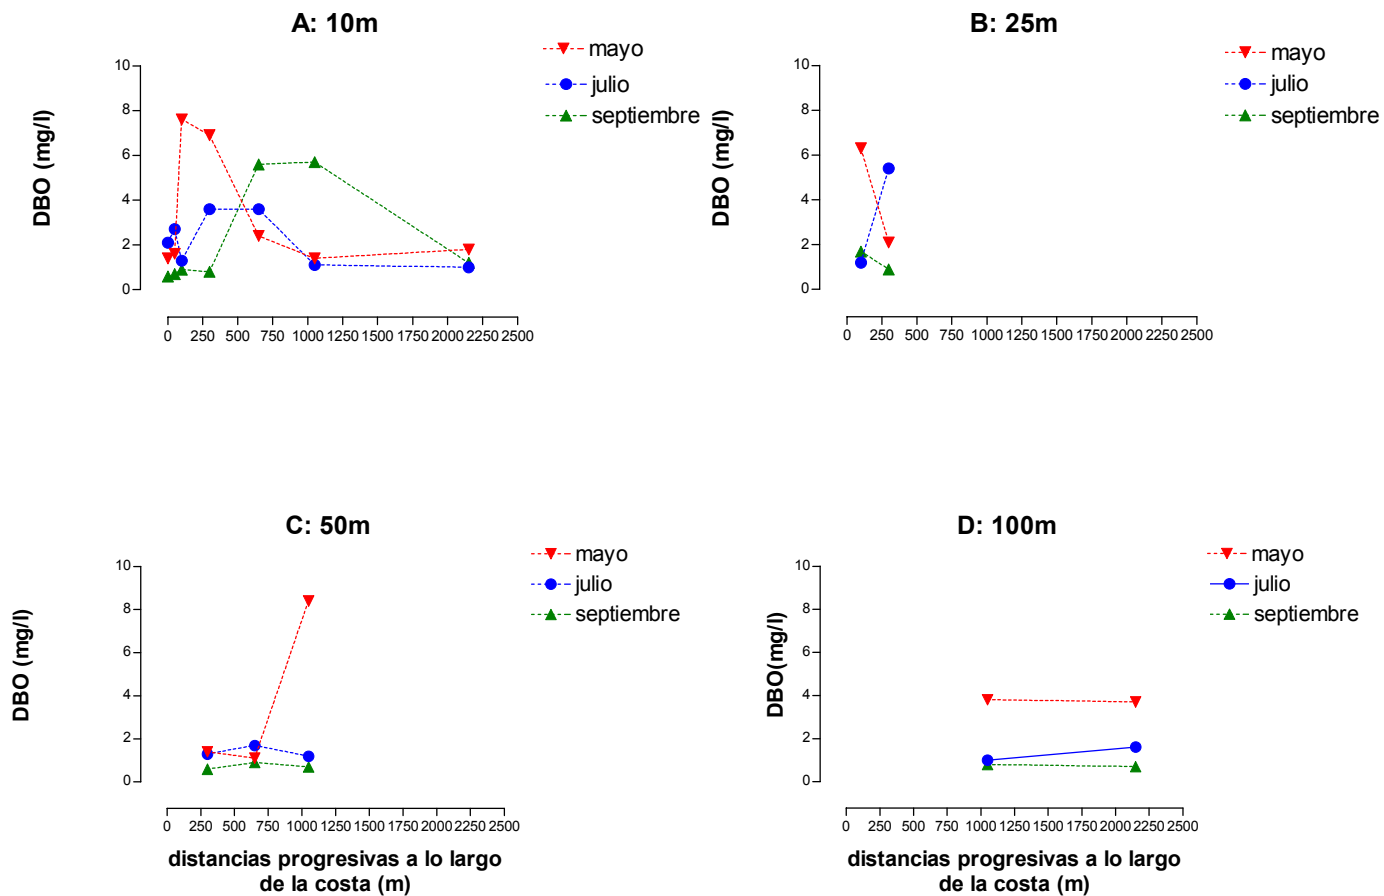 A: 10m
mayo
julio
septiembre
DBO (mg/l)
10
8
6
4
2
0
0 250 500 750 1000 1250 1500 1750 2000 2250 2500
B: 25m
mayo
julio
septiembre
DBO (mg/l)
10
8
6
4
2
0
0 250 500 750 1000 1250 1500 1750 2000 2250 2500
C: 50m
mayo
julio
septiembre
DBO (mg/l)
10
8
6
4
2
0
0 250 500 750 1000 1250 1500 1750 2000 2250 2500
distancias progresivas a lo largo
de la costa (m)
D: 100m
mayo
julio
septiembre
DBO(mg/l)
10
8
6
4
2
0
0 250 500 750 1000 1250 1500 1750 2000 2250 2500
distancias progresivas a lo largo
de la costa (m)